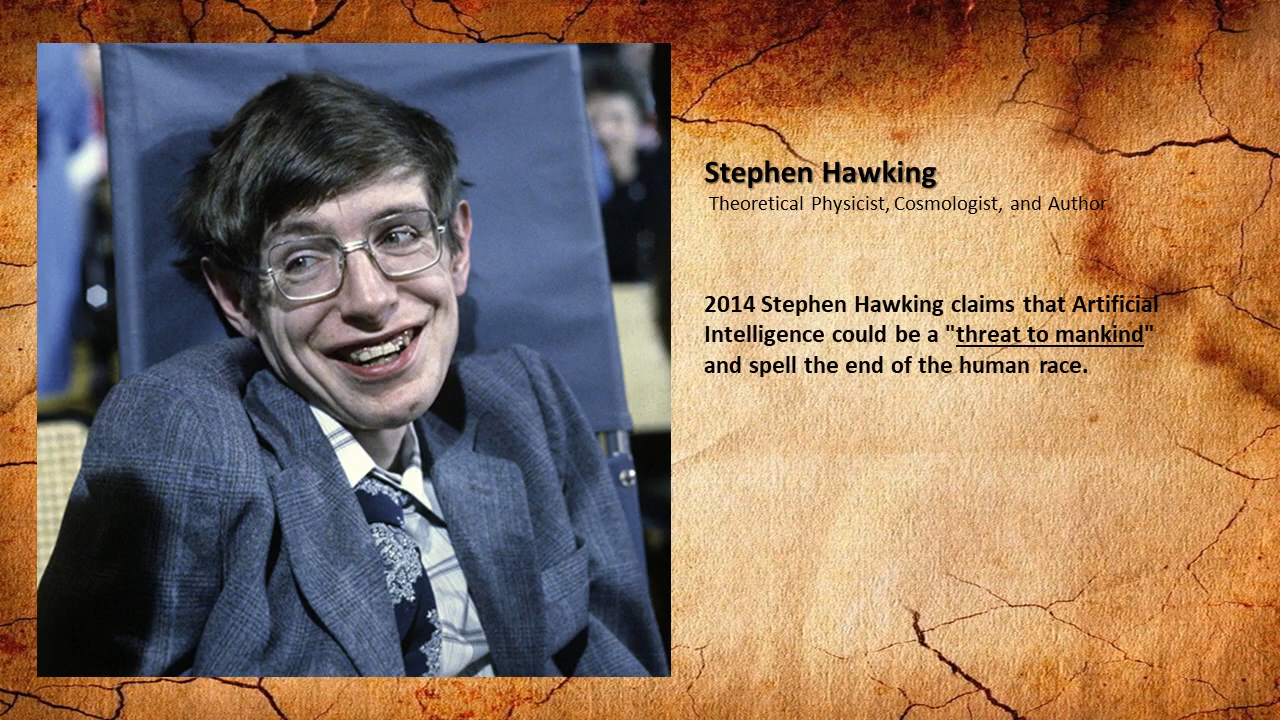 Stephen Hawking
Theoretical Physicist, Cosmologist, and Author
2014 Stephen Hawking claims that Artificial
Intelligence could be a "threat to mankind"
and spell the end of the human race.